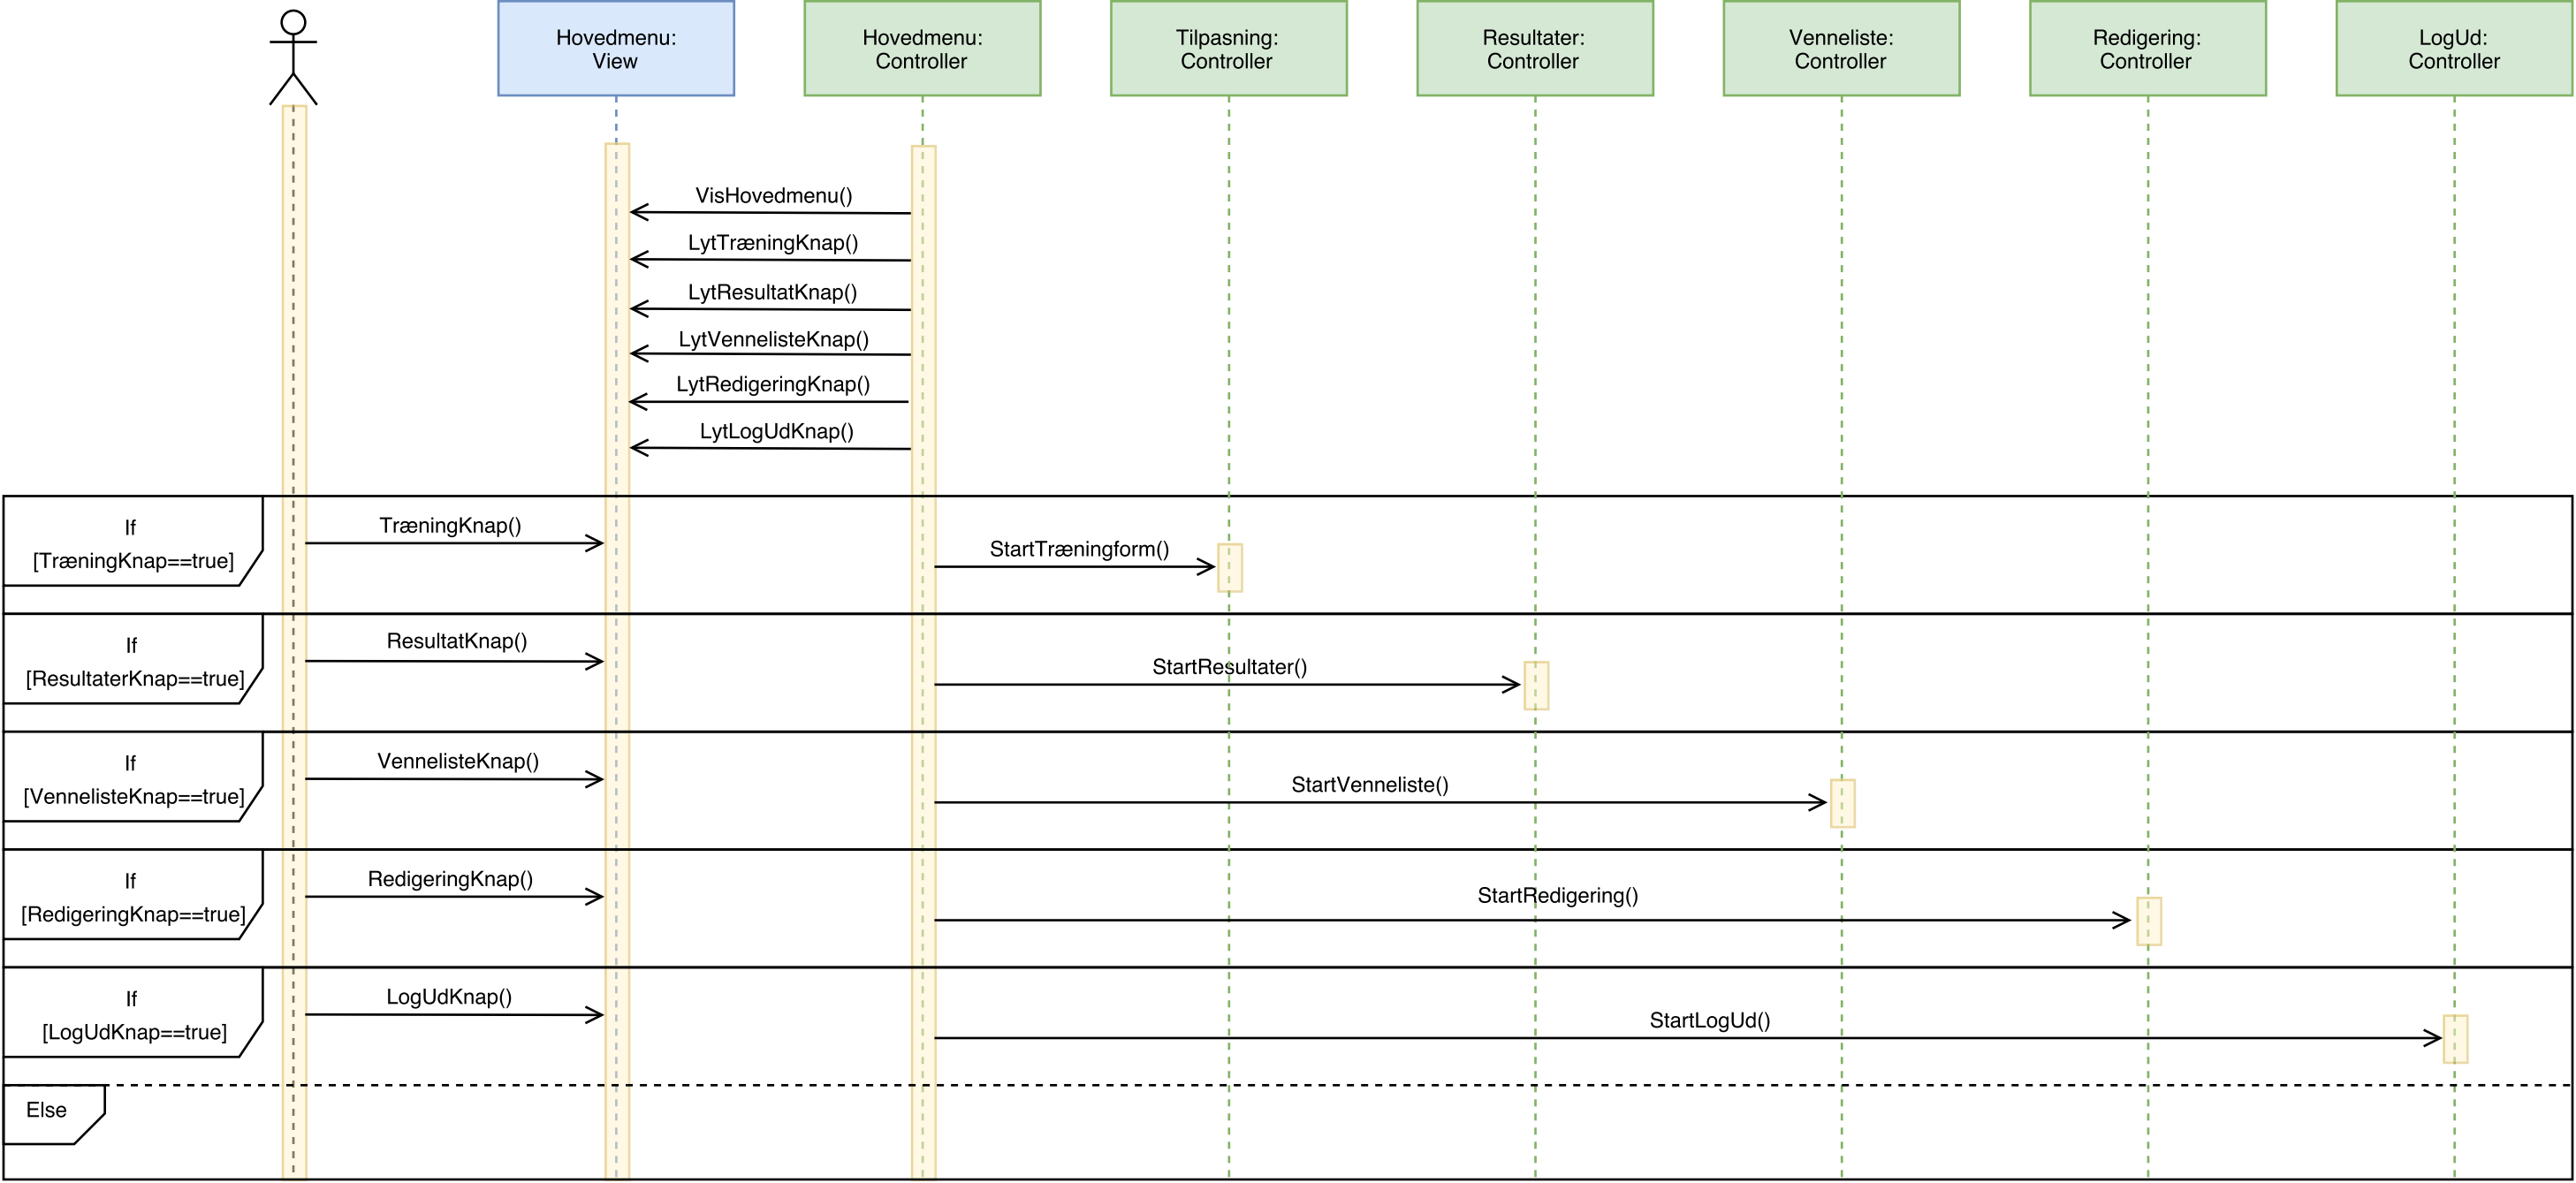 Hovedmenu:
View
Hovedmenu:
Controller
Tilpasning:
Controller
Resultater:
Controller
Venneliste:
Controller
Redigering:
Controller
LogUd:
Controller
VisHovedmenu()
LytTræningKnap()
LytResultatKnap()
LytVennelisteKnap()
LytRedigeringKnap()
LytLogUdKnap()
If
[TræningKnap==true]
TræningKnap()
StartTræningform()
If
[ResultaterKnap==true]
ResultatKnap()
StartResultater()
If
[VennelisteKnap==true]
VennelisteKnap()
StartVenneliste()
If
[RedigeringKnap==true]
RedigeringKnap()
StartRedigering()
If
[LogUdKnap==true]
LogUdKnap()
StartLogUd()
Else